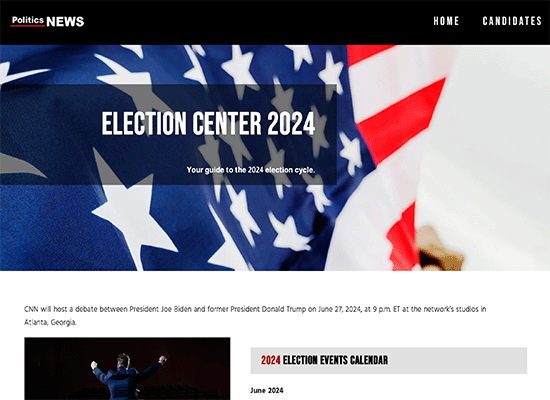 Politics NEWS
HOME CANDIDATES
ELECTION CENTER 2024
Your guide to the 2024 election cycle.
CNN will host a debate between President Joe Biden and former President Donald Trump on June 27, 2024, at 9 p.m. ET at the network's studios in
Atlanta, Georgia.
2024 ELECTION EVENTS CALENDAR
June 2024